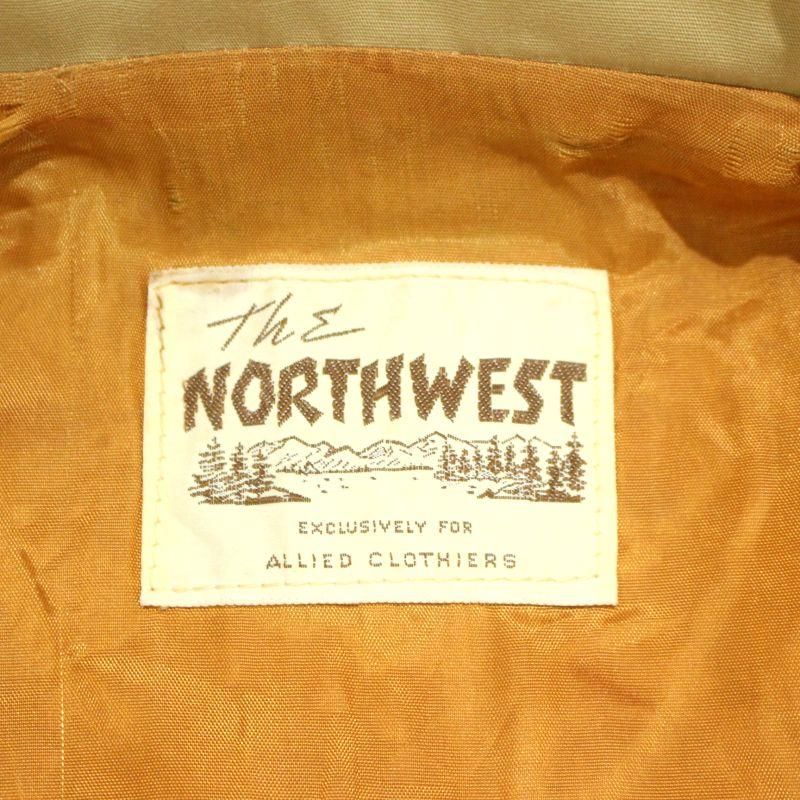 The
NORTHWEST
EXCLUSIVELY FOR
ALLIED CLOTHIERS